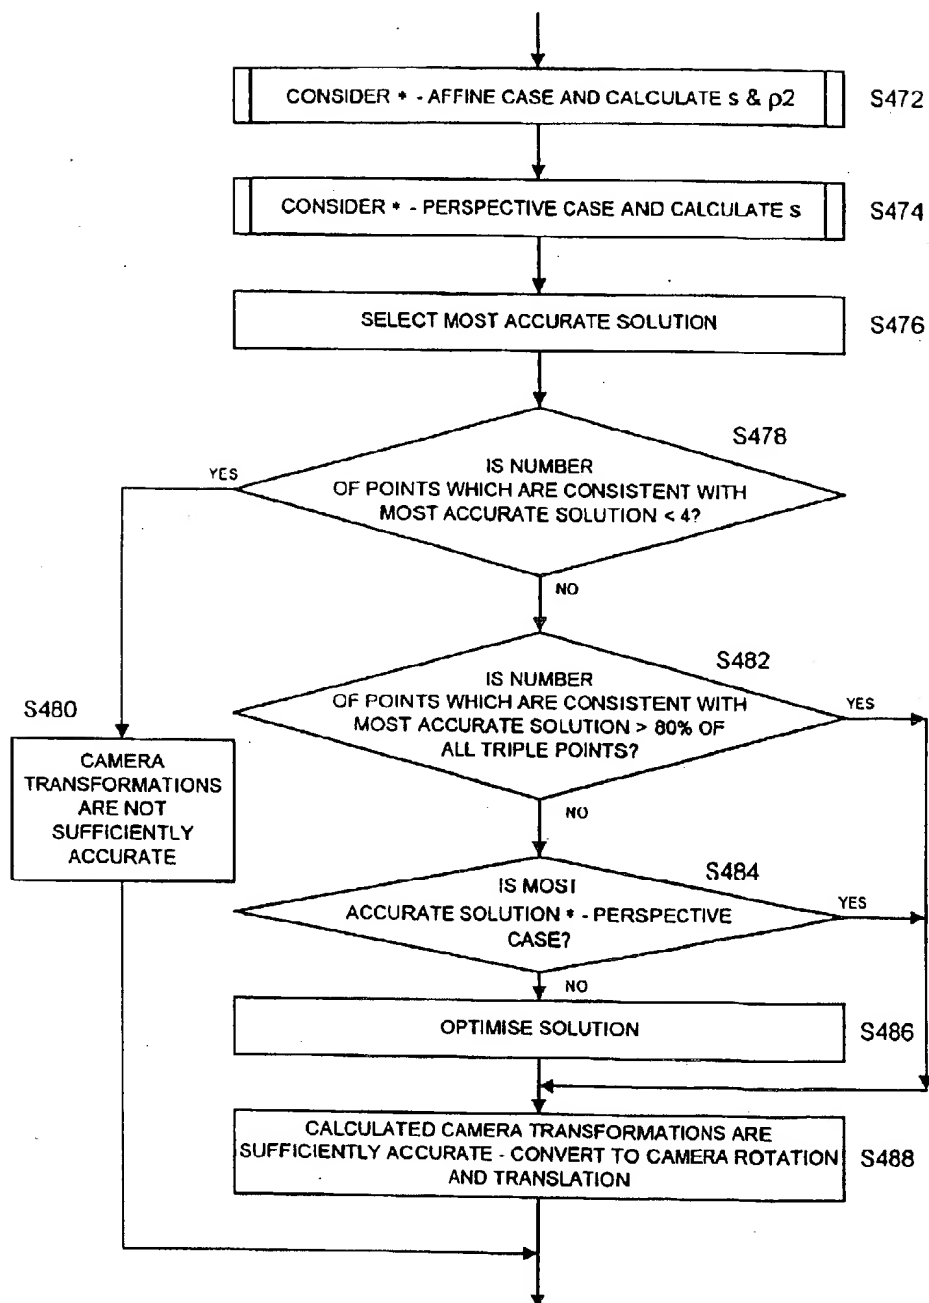 CONSIDER * - AFFINE CASE AND CALCULATE s & ρ2
S472
CONSIDER * - PERSPECTIVE CASE AND CALCULATE s
S474
SELECT MOST ACCURATE SOLUTION
S476
S478
YES
IS NUMBER
OF POINTS WHICH ARE CONSISTENT WITH
MOST ACCURATE SOLUTION < 4?
NO
S482
IS NUMBER
OF POINTS WHICH ARE CONSISTENT WITH
MOST ACCURATE SOLUTION > 80% OF
ALL TRIPLE POINTS?
YES
S480
CAMERA
TRANSFORMATIONS
ARE NOT
SUFFICIENTLY
ACCURATE
NO
S484
IS MOST
ACCURATE SOLUTION * - PERSPECTIVE
CASE?
YES
NO
OPTIMISE SOLUTION
S486
CALCULATED CAMERA TRANSFORMATIONS ARE
SUFFICIENTLY ACCURATE - CONVERT TO CAMERA ROTATION
AND TRANSLATION
S488